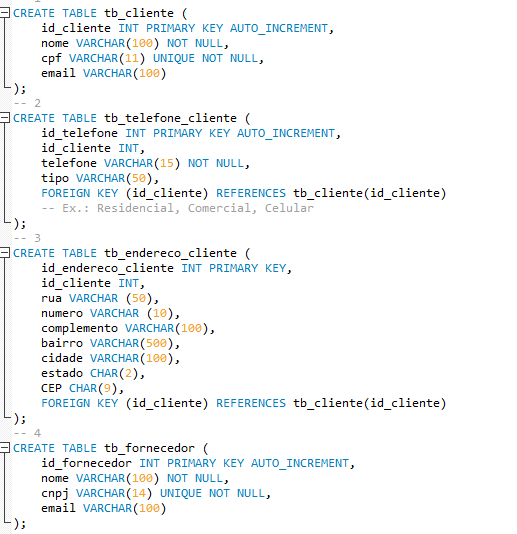 CREATE TABLE tb_cliente (
id_cliente INT PRIMARY KEY AUTO_INCREMENT,
nome VARCHAR(100) NOT NULL,
cpf VARCHAR(11) UNIQUE NOT NULL,
email VARCHAR(100)
);
-- 2
CREATE TABLE tb_telefone_cliente (
id_telefone INT PRIMARY KEY AUTO_INCREMENT,
id_cliente INT,
telefone VARCHAR(15) NOT NULL,
tipo VARCHAR(50),
FOREIGN KEY (id_cliente) REFERENCES tb_cliente(id_cliente)
-- Ex.: Residencial, Comercial, Celular
);
-- 3
CREATE TABLE tb_endereco_cliente (
id_endereco_cliente INT PRIMARY KEY,
id_cliente INT,
rua VARCHAR (50),
numero VARCHAR (10),
complemento VARCHAR(100),
bairro VARCHAR(500),
cidade VARCHAR(100),
estado CHAR(2),
CEP CHAR(9),
FOREIGN KEY (id_cliente) REFERENCES tb_cliente(id_cliente)
);
-- 4
CREATE TABLE tb_fornecedor (
id_fornecedor INT PRIMARY KEY AUTO_INCREMENT,
nome VARCHAR(100) NOT NULL,
cnpj VARCHAR(14) UNIQUE NOT NULL,
email VARCHAR(100)
);